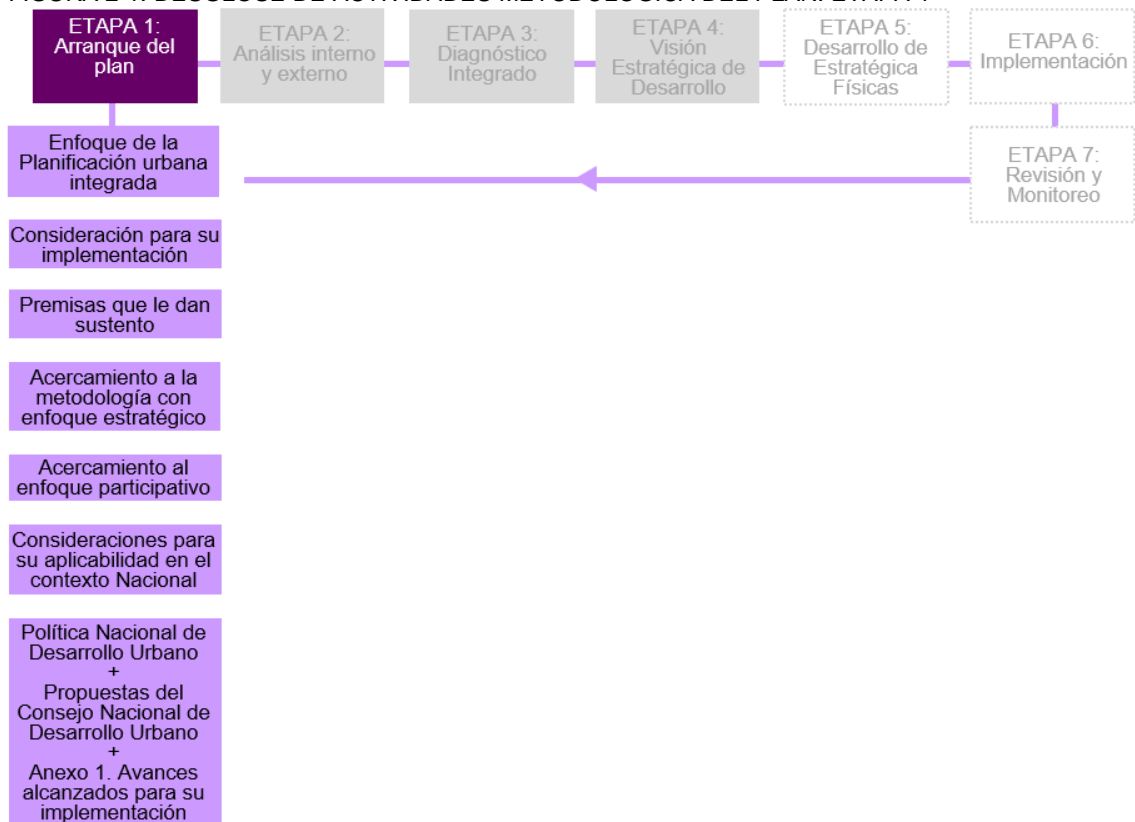 ETAPA 1:
Arranque del
plan
ETAPA 2:
Análisis interno
y externo
ETAPA 3:
Diagnóstico
Integrado
ETAPA 4:
Visión
Estratégica de
Desarrollo
ETAPA 5:
Desarrollo de
Estratégica
Físicas
ETAPA 6:
Implementación
ETAPA 7:
Revisión y
Monitoreo
Enfoque de la
Planificación urbana
integrada
Consideración para su
implementación
Premisas que le dan
sustento
Acercamiento a la
metodología con
enfoque estratégico
Acercamiento al
enfoque participativo
Consideraciones para
su aplicabilidad en el
contexto Nacional
Política Nacional de
Desarrollo Urbano
+
Propuestas del
Consejo Nacional de
Desarrollo Urbano
+
Anexo 1. Avances
alcanzados para su
implementación